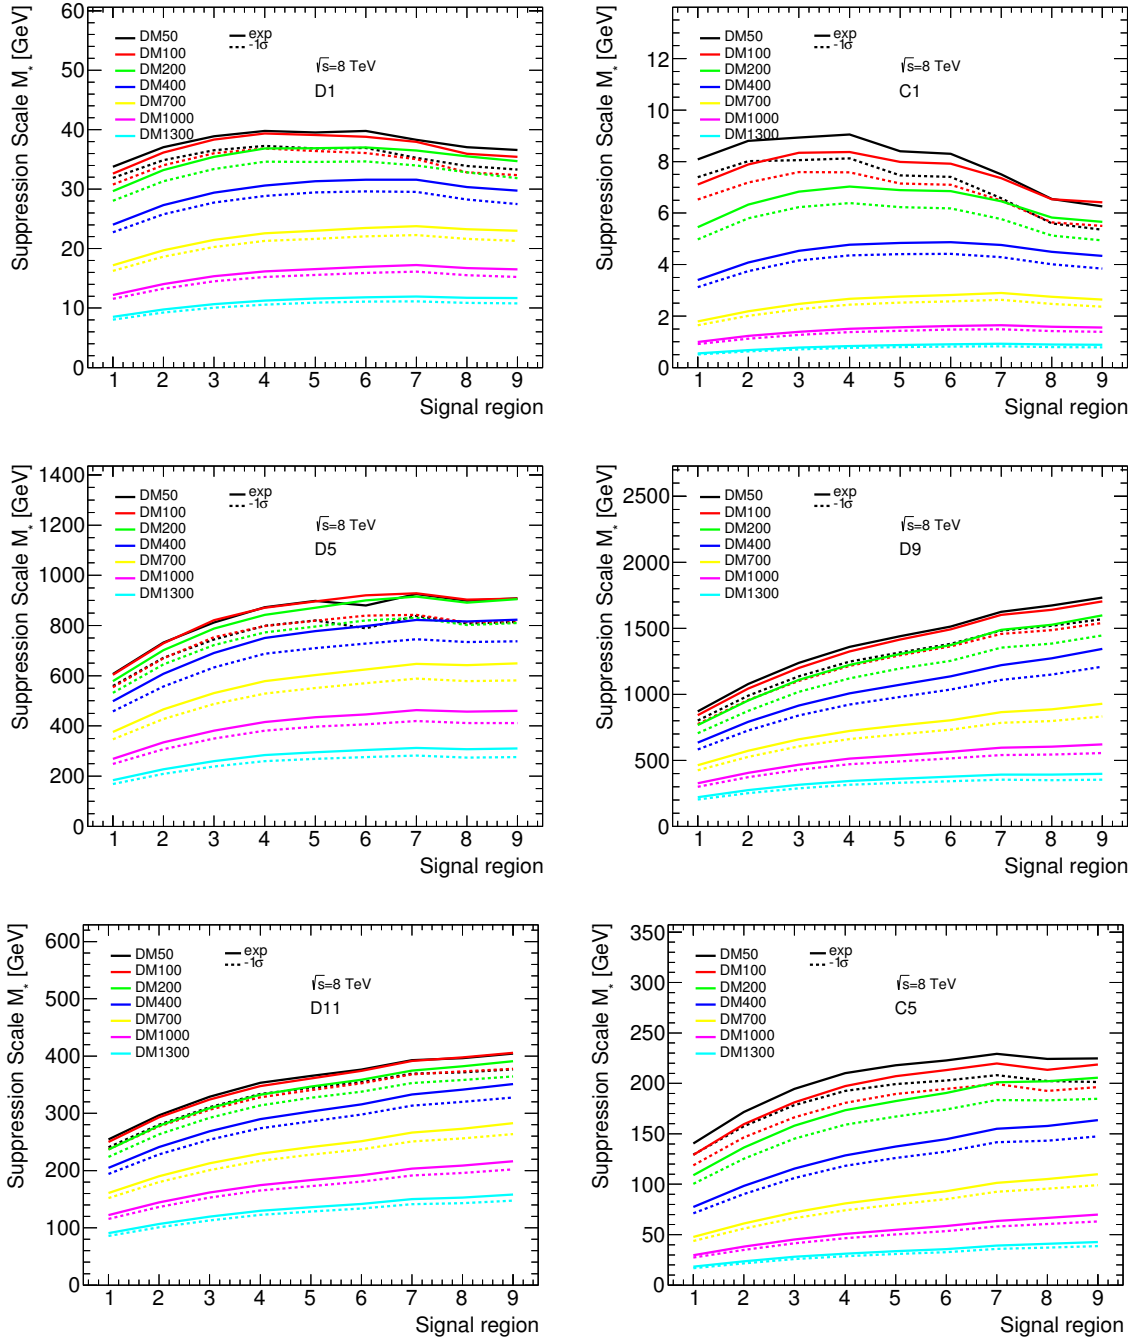 Suppression Scale M* [GeV]
60
50
40
30
20
10
0
DM50
DM100
DM200
DM400
DM700
DM1000
DM1300
exp
-1σ
√s=8 TeV
D1
1 2 3 4 5 6 7 8 9
Signal region
Suppression Scale M* [GeV]
12
10
8
6
4
2
0
DM50
DM100
DM200
DM400
DM700
DM1000
DM1300
exp
-1σ
√s=8 TeV
C1
1 2 3 4 5 6 7 8 9
Signal region
Suppression Scale M* [GeV]
1400
1200
1000
800
600
400
200
0
DM50
DM100
DM200
DM400
DM700
DM1000
DM1300
exp
-1σ
√s=8 TeV
D5
1 2 3 4 5 6 7 8 9
Signal region
Suppression Scale M* [GeV]
2500
2000
1500
1000
500
0
DM50
DM100
DM200
DM400
DM700
DM1000
DM1300
exp
-1σ
√s=8 TeV
D9
1 2 3 4 5 6 7 8 9
Signal region
Suppression Scale M* [GeV]
600
500
400
300
200
100
0
DM50
DM100
DM200
DM400
DM700
DM1000
DM1300
exp
-1σ
√s=8 TeV
D11
1 2 3 4 5 6 7 8 9
Signal region
Suppression Scale M* [GeV]
350
300
250
200
150
100
50
0
DM50
DM100
DM200
DM400
DM700
DM1000
DM1300
exp
-1σ
√s=8 TeV
C5
1 2 3 4 5 6 7 8 9
Signal region